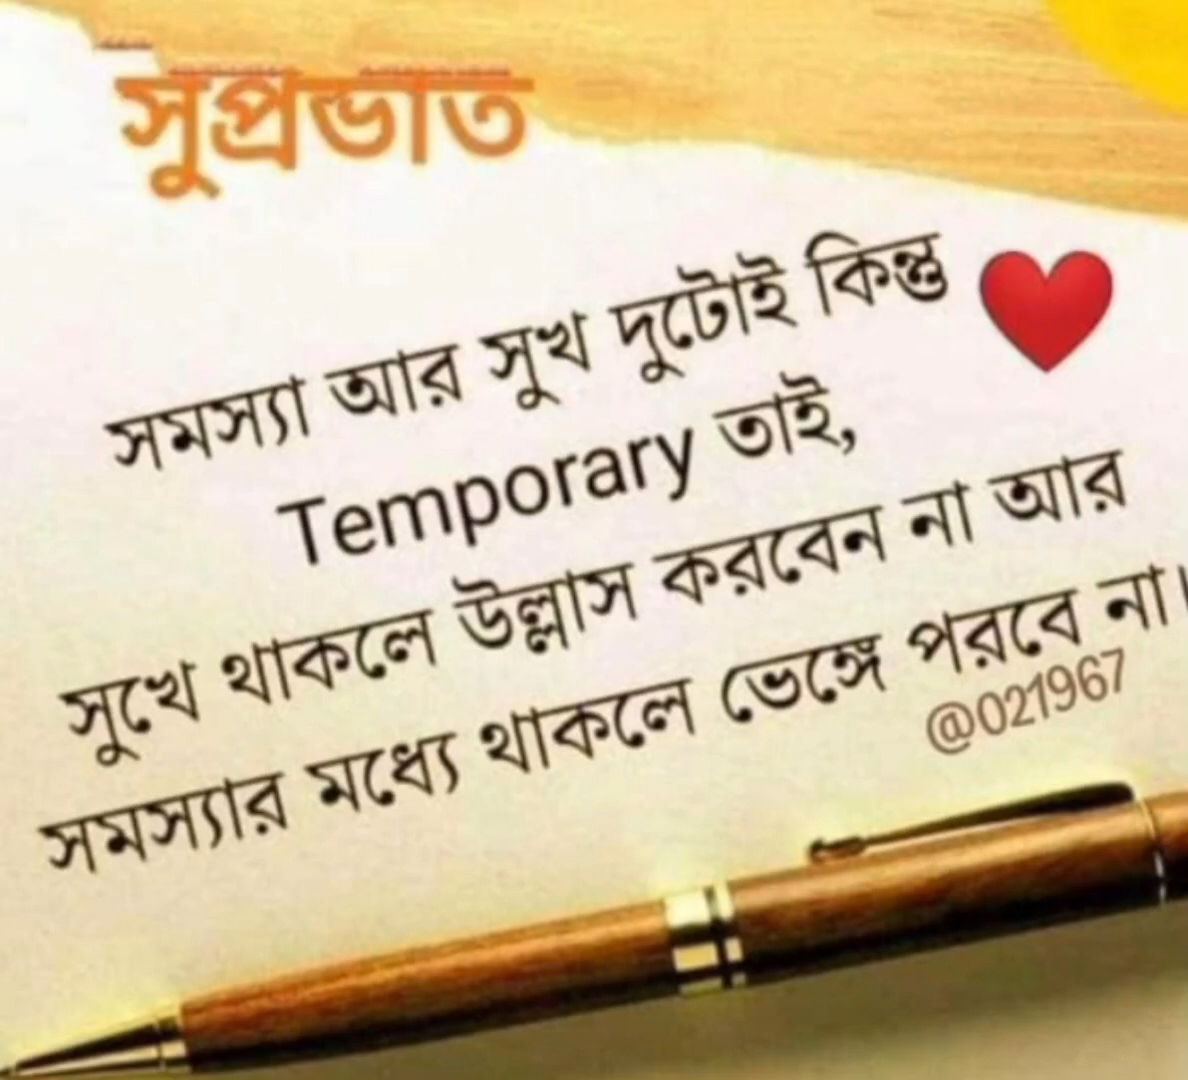 সুপ্রভাত
সমস্যা আর সুখ দুটোই কিন্তু
Temporary তাই,
সুখে থাকলে উল্লাস করবেন না আর
সমস্যার মধ্যে থাকলে ভেঙ্গে পরবে না।
@021967